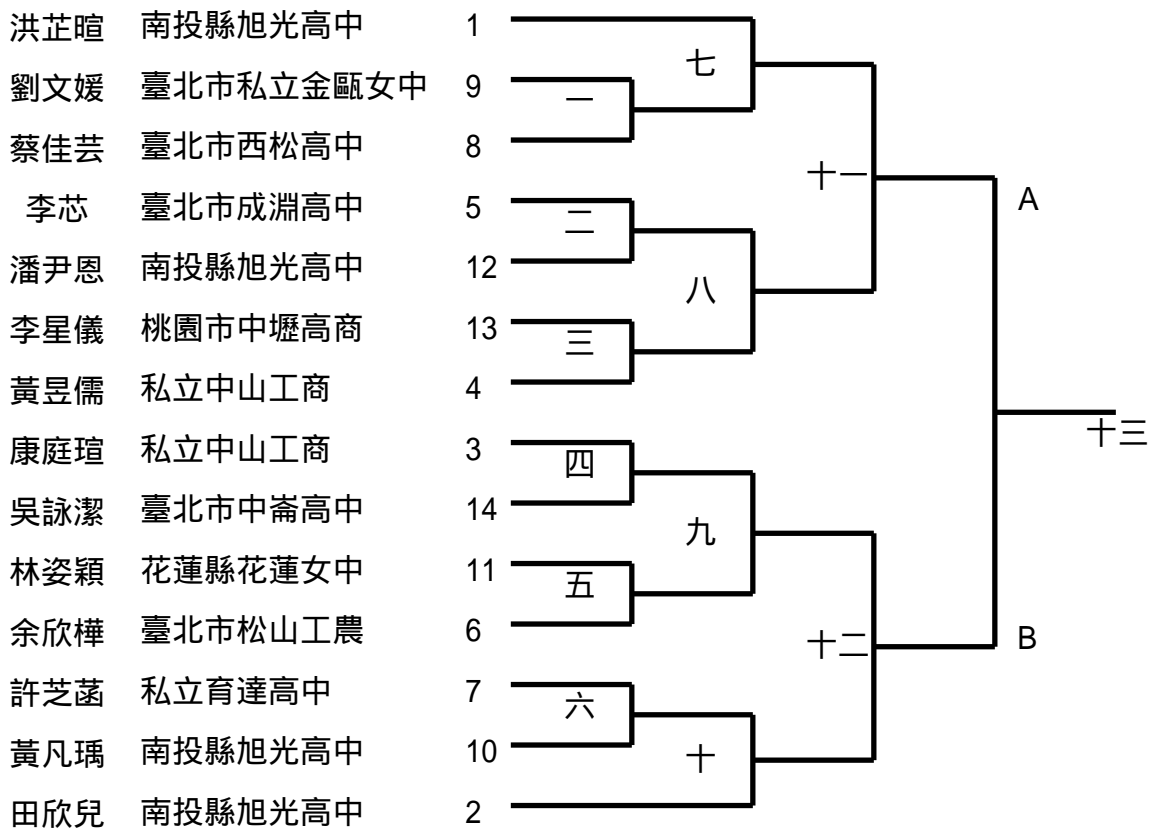 洪芷暄 南投縣旭光高中 1
七
劉文媛 臺北市私立金甌女中 9
一
蔡佳芸 臺北市西松高中 8
十一
A
李芯 臺北市成淵高中 5
二
潘尹恩 南投縣旭光高中 12
八
李星儀 桃園市中壢高商 13
三
黃昱儒 私立中山工商 4
十三
康庭瑄 私立中山工商 3
四
吳詠潔 臺北市中崙高中 14
九
林姿穎 花蓮縣花蓮女中 11
五
余欣樺 臺北市松山工農 6
十二
B
許芝菡 私立育達高中 7
六
黃凡瑀 南投縣旭光高中 10
十
田欣兒 南投縣旭光高中 2